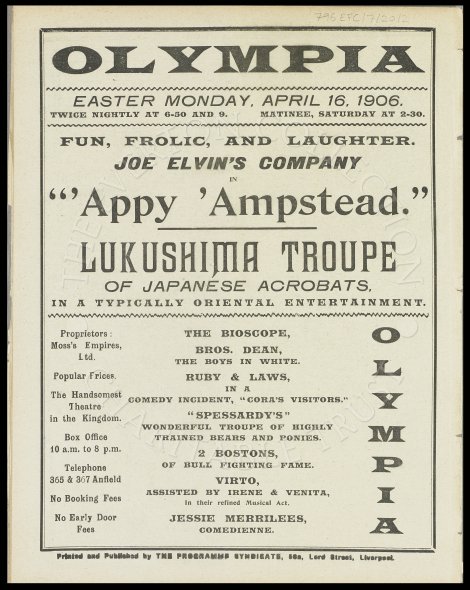 795 EFC/7/2012
OLYMPIA
EASTER MONDAY, APRIL 16, 1906.
TWICE NIGHTLY AT 6-50 AND 9. MATINEE, SATURDAY AT 2-30.
FUN, FROLIC, AND LAUGHTER.
JOE ELVIN'S COMPANY
IN
"'Appy 'Ampstead."
LUKUSHIMA TROUPE
OF JAPANESE ACROBATS,
IN A TYPICALLY ORIENTAL ENTERTAINMENT.
Proprietors:
Moss's Empires,
Ltd.
Popular Prices.
The Handsomest
Theatre
in the Kingdom.
Box Office
10 a.m. to 8 p.m.
Telephone
365 & 367 Anfield
No Booking Fees
No Early Door
Fees
THE BIOSCOPE,
BROS. DEAN,
THE BOYS IN WHITE.
RUBY & LAWS,
IN A
COMEDY INCIDENT, "CORA'S VISITORS."
"SPESSARDY'S"
WONDERFUL TROUPE OF HIGHLY
TRAINED BEARS AND PONIES.
2 BOSTONS,
OF BULL FIGHTING FAME.
VIRTO,
ASSISTED BY IRENE & VENITA,
In their refined Musical Act.
JESSIE MERRILEES,
COMEDIENNE.
OLYMPIA
Printed and Published by THE PROGRAMME SYNDICATE, 56a, Lord Street, Liverpool.